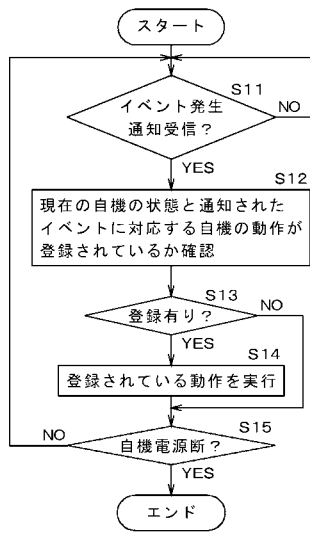 スタート
S11
イベント発生
通知受信?
NO
YES
S12
現在の自機の状態と通知された
イベントに対応する自機の動作が
登録されているか確認
S13
登録有り?
NO
YES
S14
登録されている動作を実行
S15
NO
自機電源断?
YES
エンド